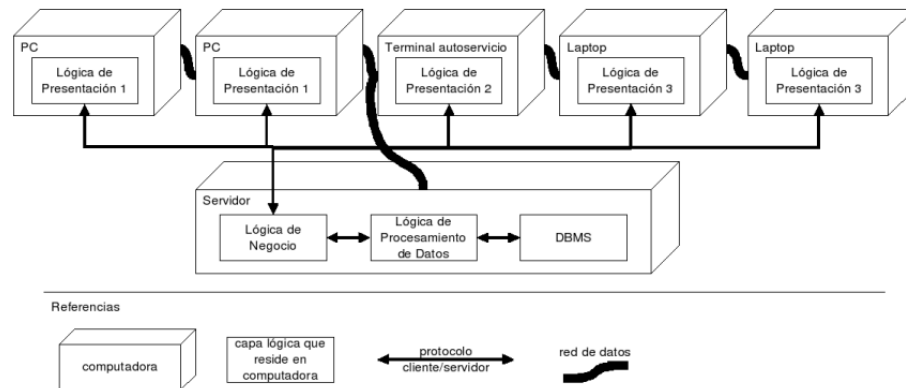 PC
Lógica de
Presentación 1
PC
Lógica de
Presentación 1
Terminal autoservicio
Lógica de
Presentación 2
Laptop
Lógica de
Presentación 3
Laptop
Lógica de
Presentación 3
Servidor
Lógica de
Negocio
Lógica de
Procesamiento
de Datos
DBMS
Referencias
computadora
capa lógica que
reside en
computadora
protocolo
cliente/servidor
red de datos